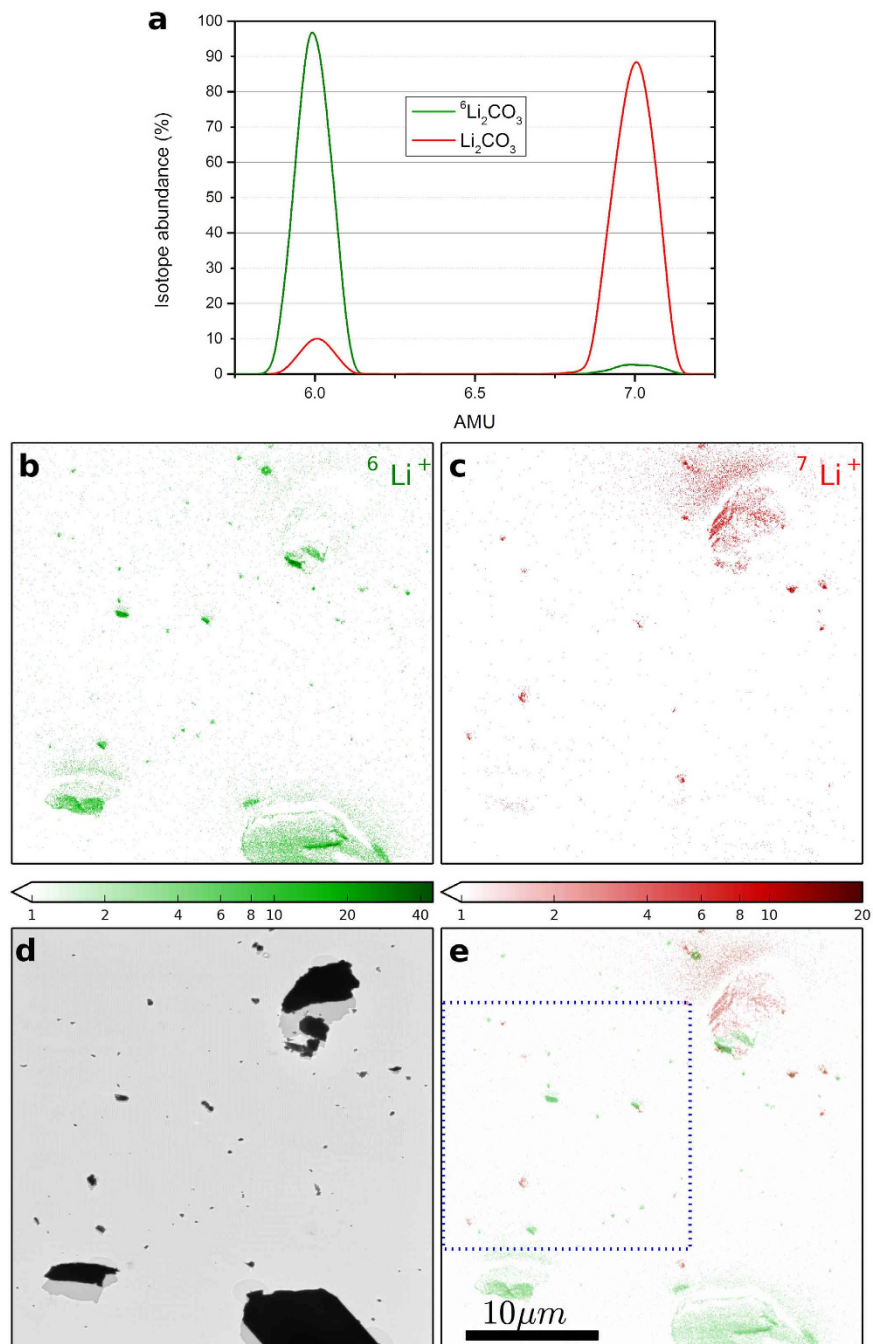 a
100
90
80
70
60
50
40
30
20
10
0
Isotope abundance (%)
⁶Li₂CO₃
Li₂CO₃
6.0 6.5 7.0
AMU
b ⁶Li⁺
c ⁷Li⁺
1 2 4 6 8 10 20 40
1 2 4 6 8 10 20
d
e
10μm